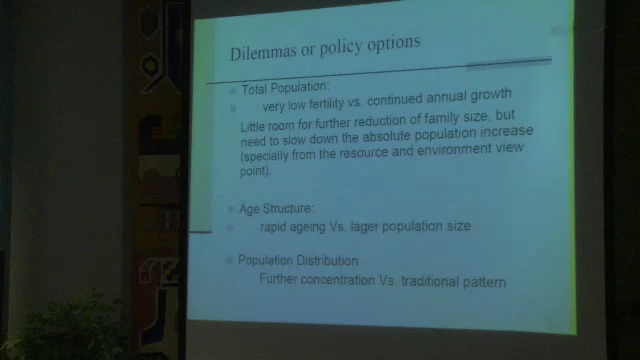 Dilemmas or policy options
Total Population:
very low fertility vs. continued annual growth
Little room for further reduction of family size, but
need to slow down the absolute population increase
(specially from the resource and environment view
point).
Age Structure:
rapid ageing Vs. lager population size
Population Distribution
Further concentration Vs. traditional pattern